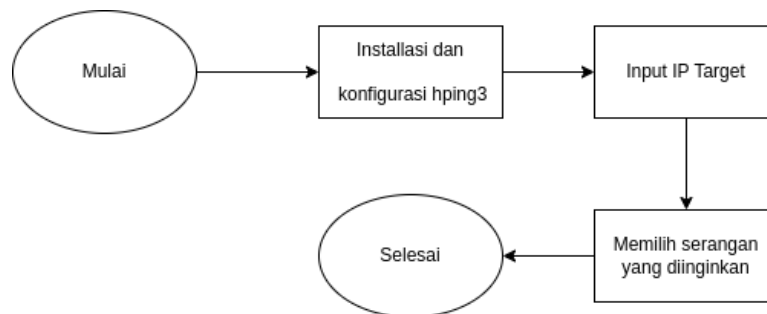 Mulai
Installasi dan
konfigurasi hping3
Input IP Target
Memilih serangan
yang diinginkan
Selesai